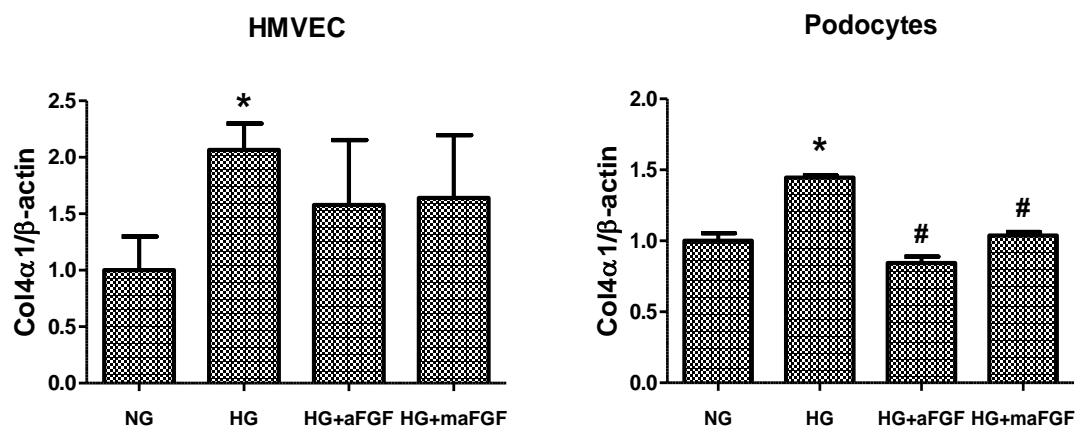 HMVEC
Col4α1/β-actin
2.5
2.0
1.5
1.0
0.5
0.0
*
NG HG HG+aFGF HG+maFGF
Podocytes
Col4α1/β-actin
2.0
1.5
1.0
0.5
0.0
*
#
#
NG HG HG+aFGF HG+maFGF